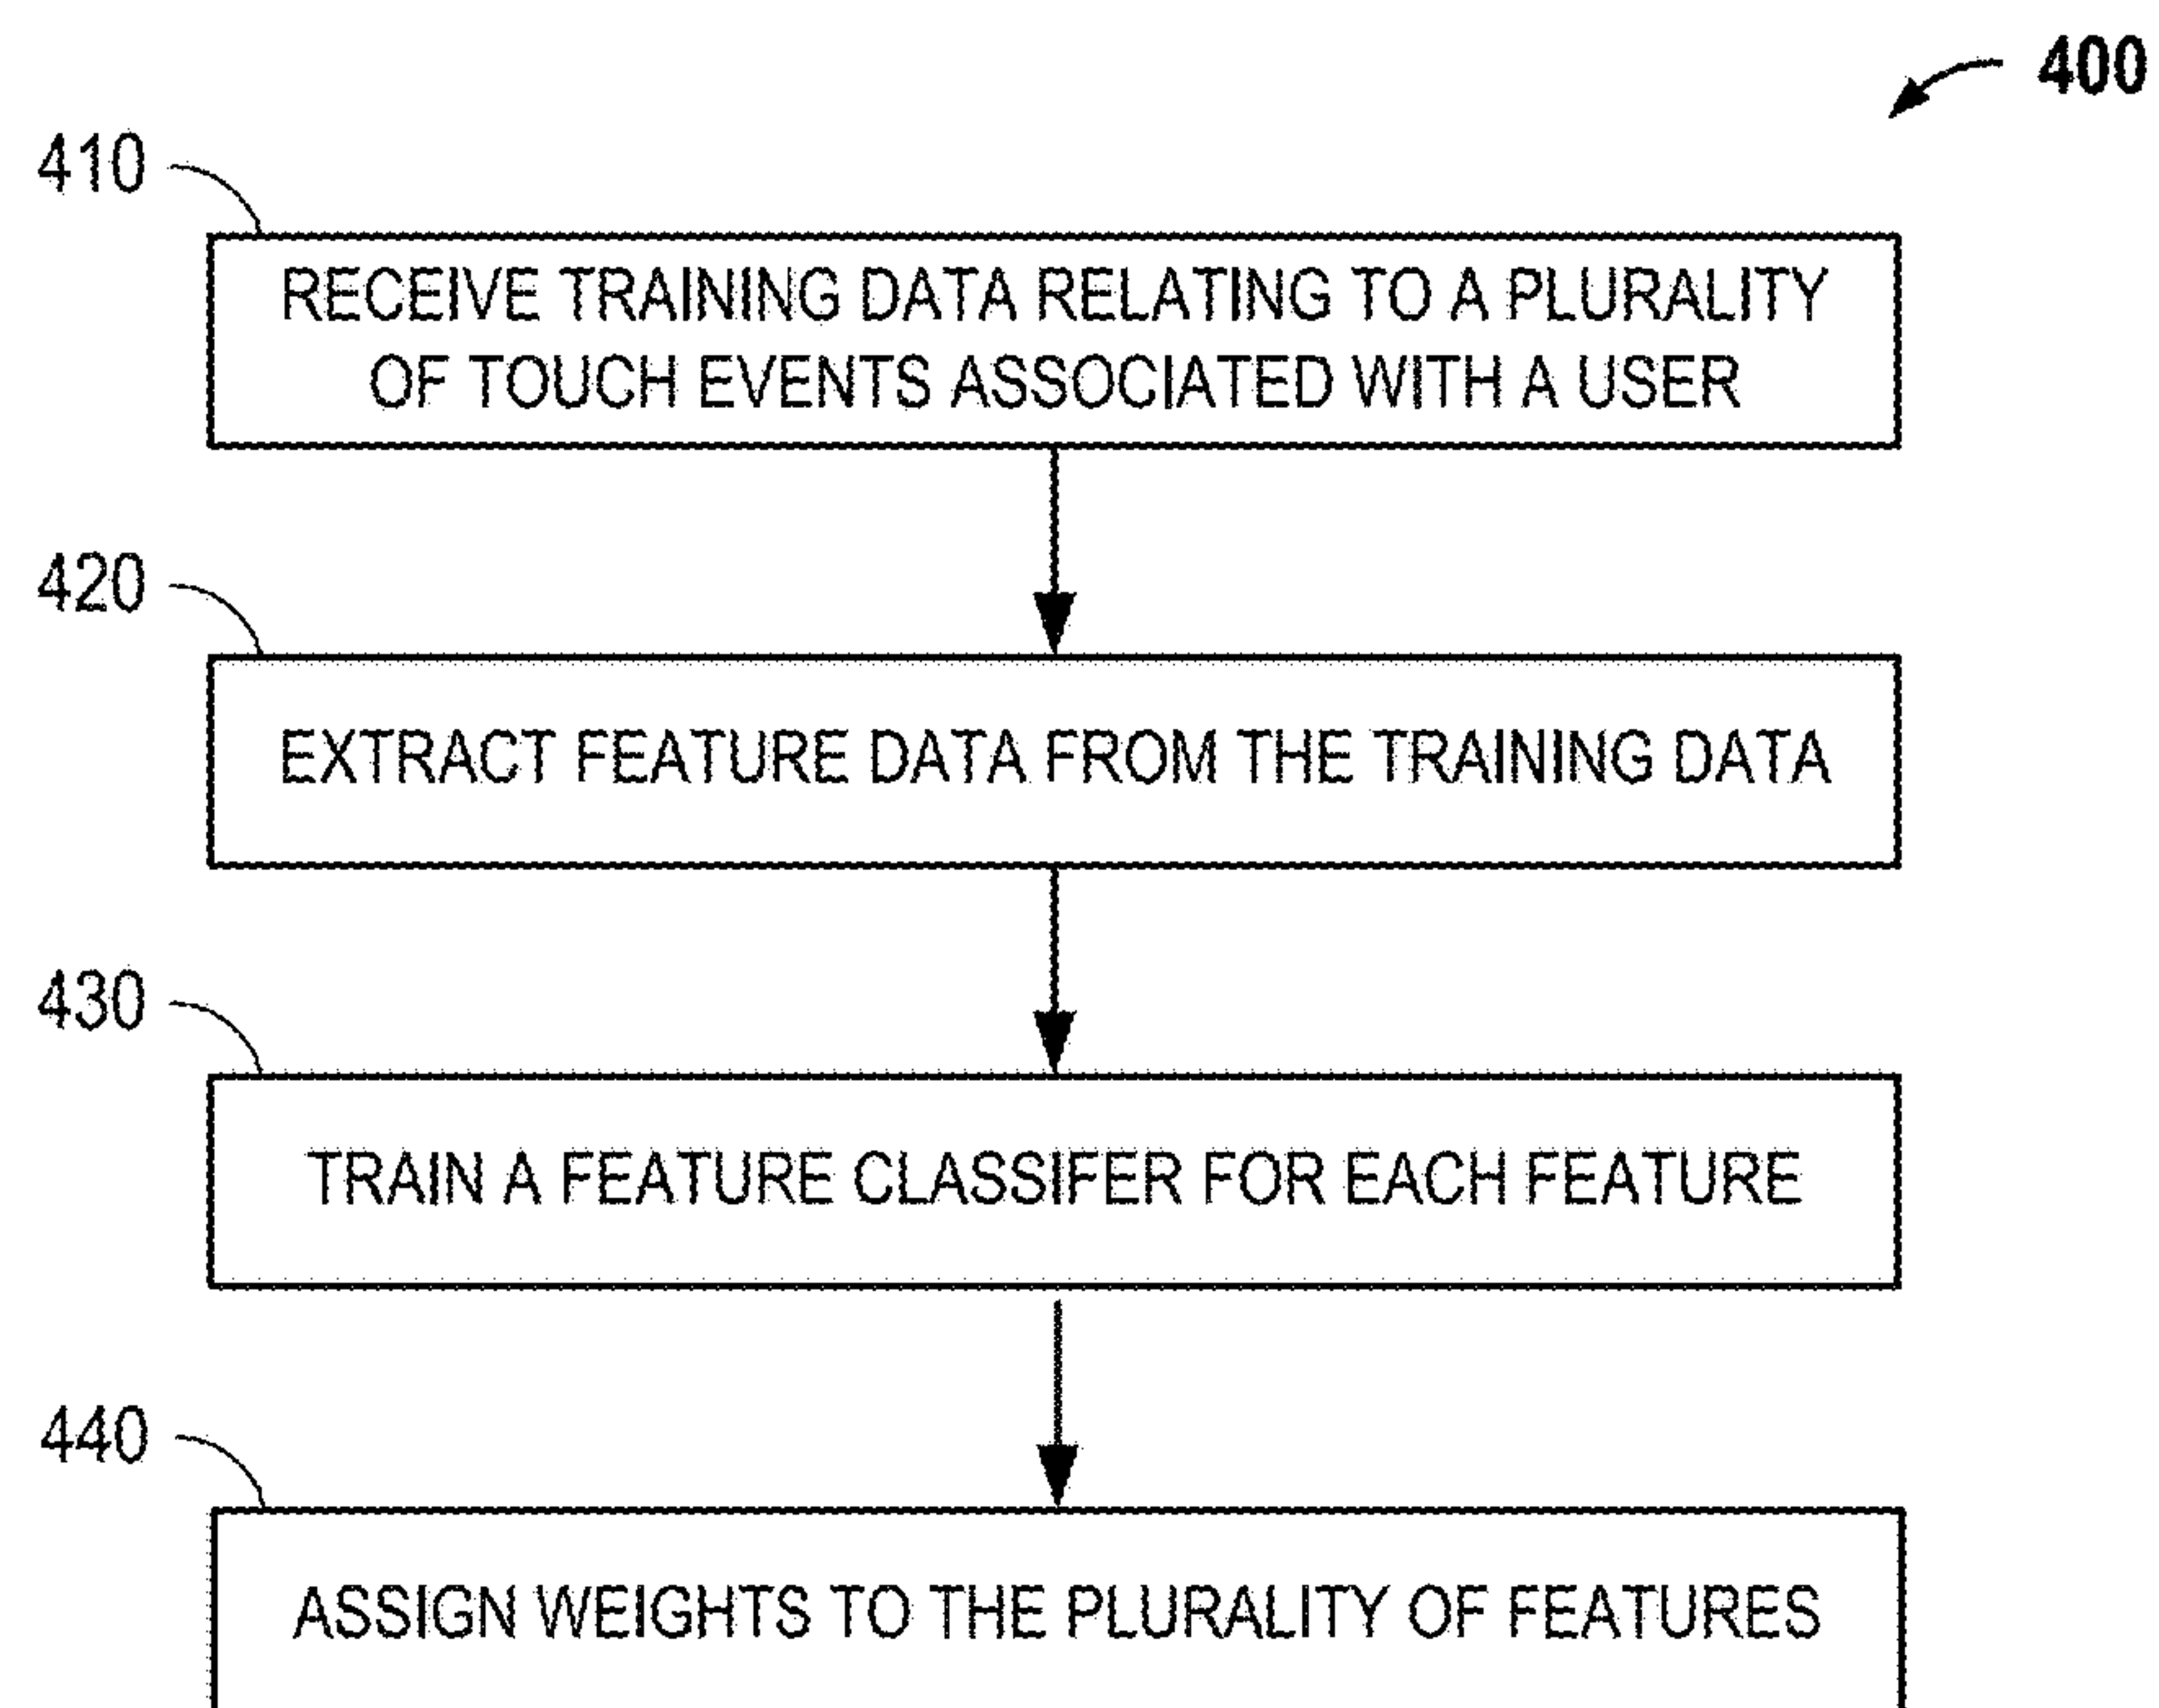 400
410
RECEIVE TRAINING DATA RELATING TO A PLURALITY
OF TOUCH EVENTS ASSOCIATED WITH A USER
420
EXTRACT FEATURE DATA FROM THE TRAINING DATA
430
TRAIN A FEATURE CLASSIFER FOR EACH FEATURE
440
ASSIGN WEIGHTS TO THE PLURALITY OF FEATURES